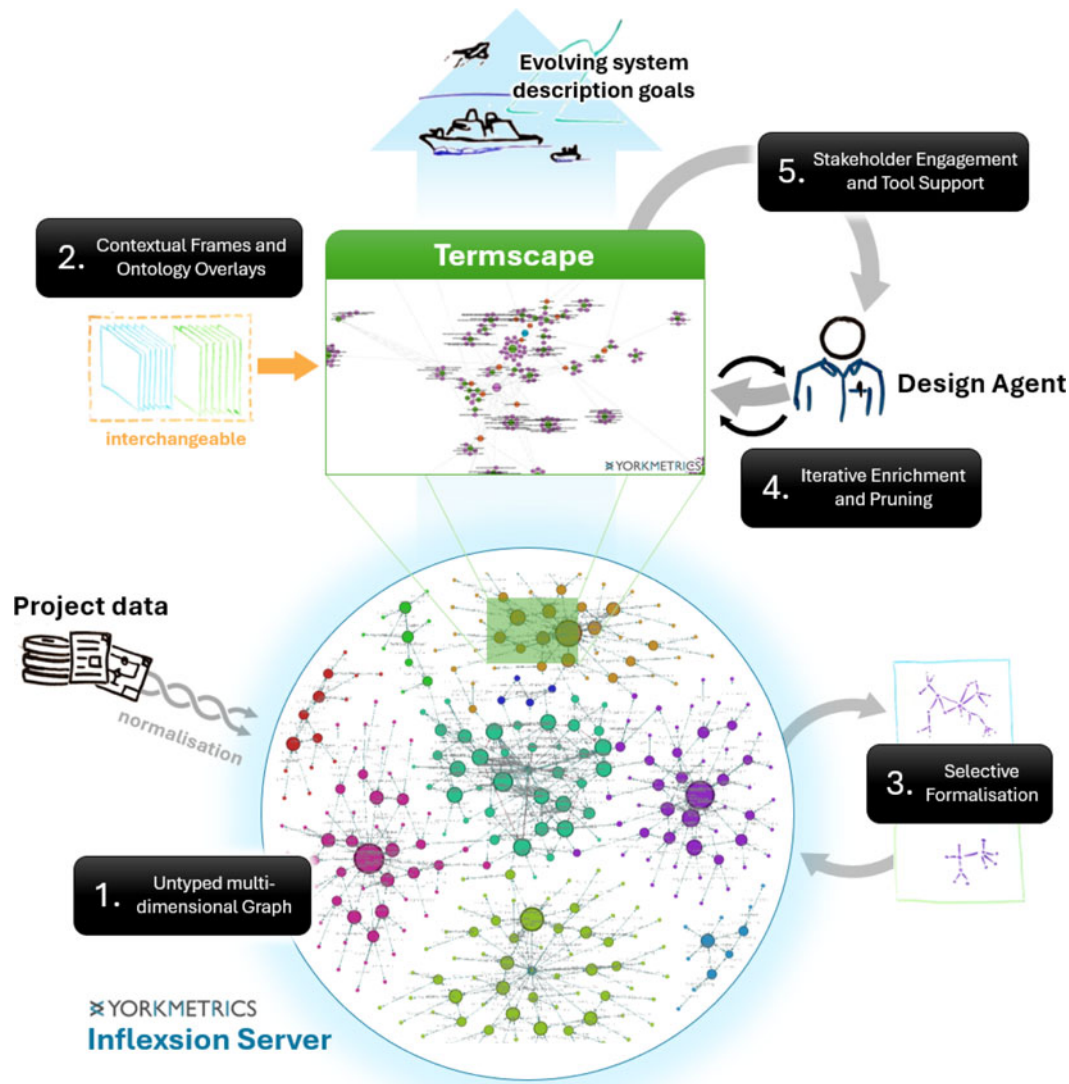 Evolving system
description goals
5.
Stakeholder Engagement
and Tool Support
2.
Contextual Frames and
Ontology Overlays
Termscape
interchangeable
YORKMETRICS
Design Agent
4.
Iterative Enrichment
and Pruning
Project data
normalisation
3.
Selective
Formalisation
1.
Untyped multi-
dimensional Graph
YORKMETRICS
Inflexsion Server